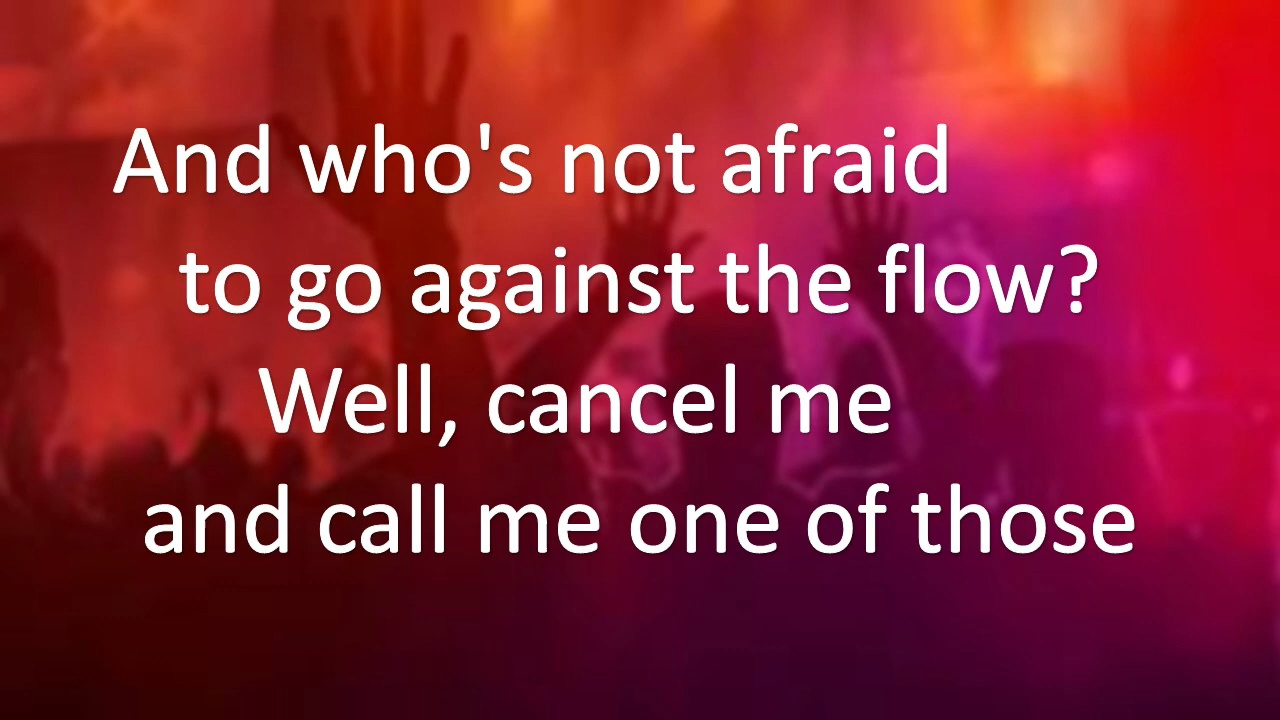 And who's not afraid
to go against the flow?
Well, cancel me
and call me one of those